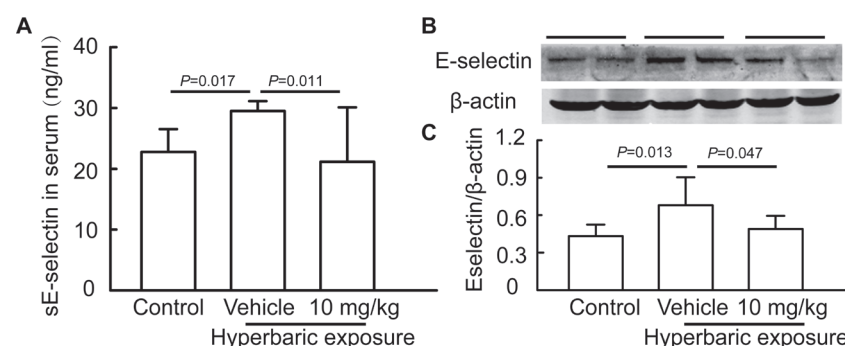 A
sE-selectin in serum (ng/ml)
40
30
20
10
0
P=0.017
P=0.011
Control
Vehicle
10 mg/kg
Hyperbaric exposure
B
E-selectin
β-actin
C
Eselectin/β-actin
1.2
0.9
0.6
0.3
0
P=0.013
P=0.047
Control
Vehicle
10 mg/kg
Hyperbaric exposure